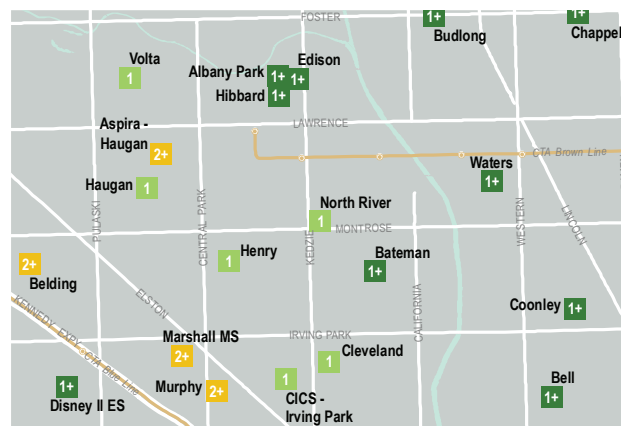 FOSTER
1+
Budlong
1+
Chappel
Volta
1
Albany Park
1+
Edison
1+
Hibbard
1+
Aspira -
Haugan
2+
LAWRENCE
CTA Brown Line
Haugan
1
Waters
1+
North River
1
MONTROSE
PULASKI
CENTRAL PARK
KEDZIE
CALIFORNIA
WESTERN
LINCOLN
Henry
1
Bateman
1+
2+
Belding
ELSTON
KENNEDY EXPY
CTA Blue Line
Coonley
1+
IRVING PARK
Marshall MS
2+
Cleveland
1
Murphy
2+
1
CICS -
Irving Park
1+
Disney II ES
Bell
1+